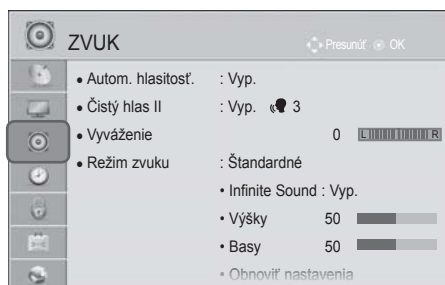 ZVUK Presunúť OK
• Autom. hlasitosť. : Vyp.
• Čistý hlas II : Vyp. 3
• Vyváženie 0 L R
• Režim zvuku : Štandardné
• Infinite Sound : Vyp.
• Výšky 50
• Basy 50
• Obnoviť nastavenia